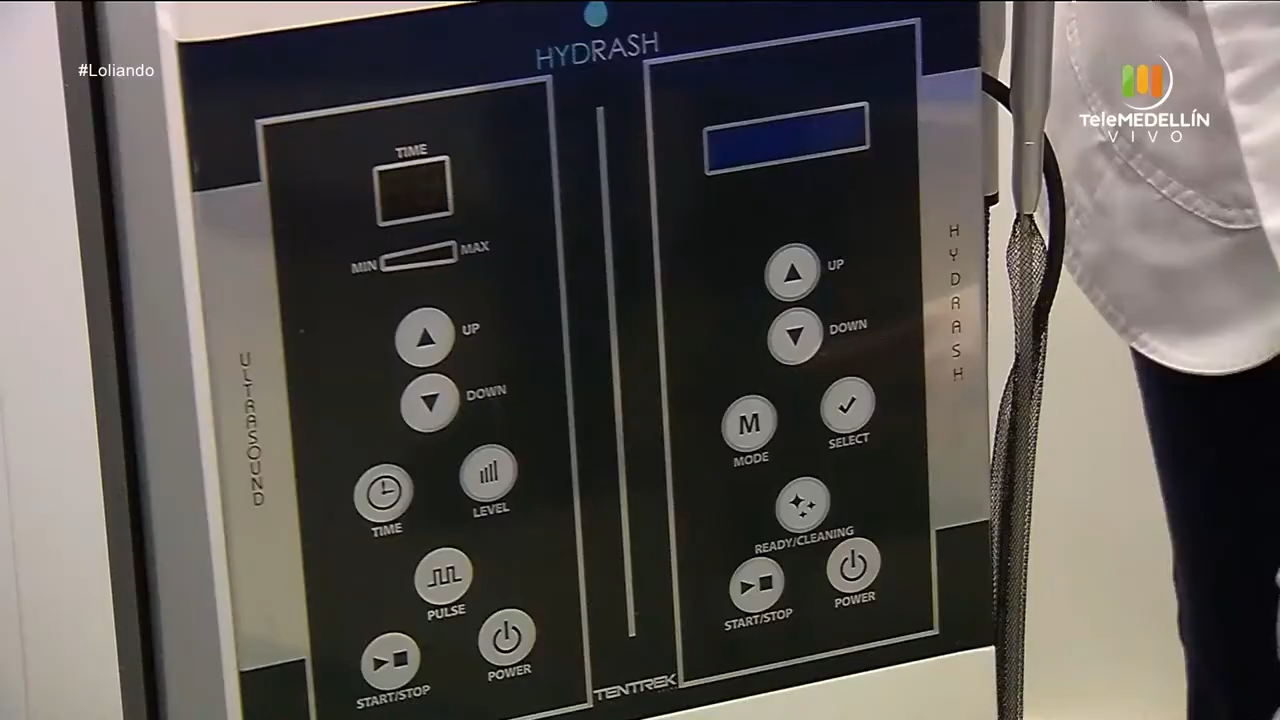 #Loliando
HYDRASH
TeleMEDELLÍN
VIVO
TIME
MIN
MAX
UP
DOWN
TIME
LEVEL
PULSE
START/STOP
POWER
ULTRASOUND
UP
DOWN
MODE
M
SELECT
READY/CLEANING
START/STOP
POWER
HYDRASH
TENTREK